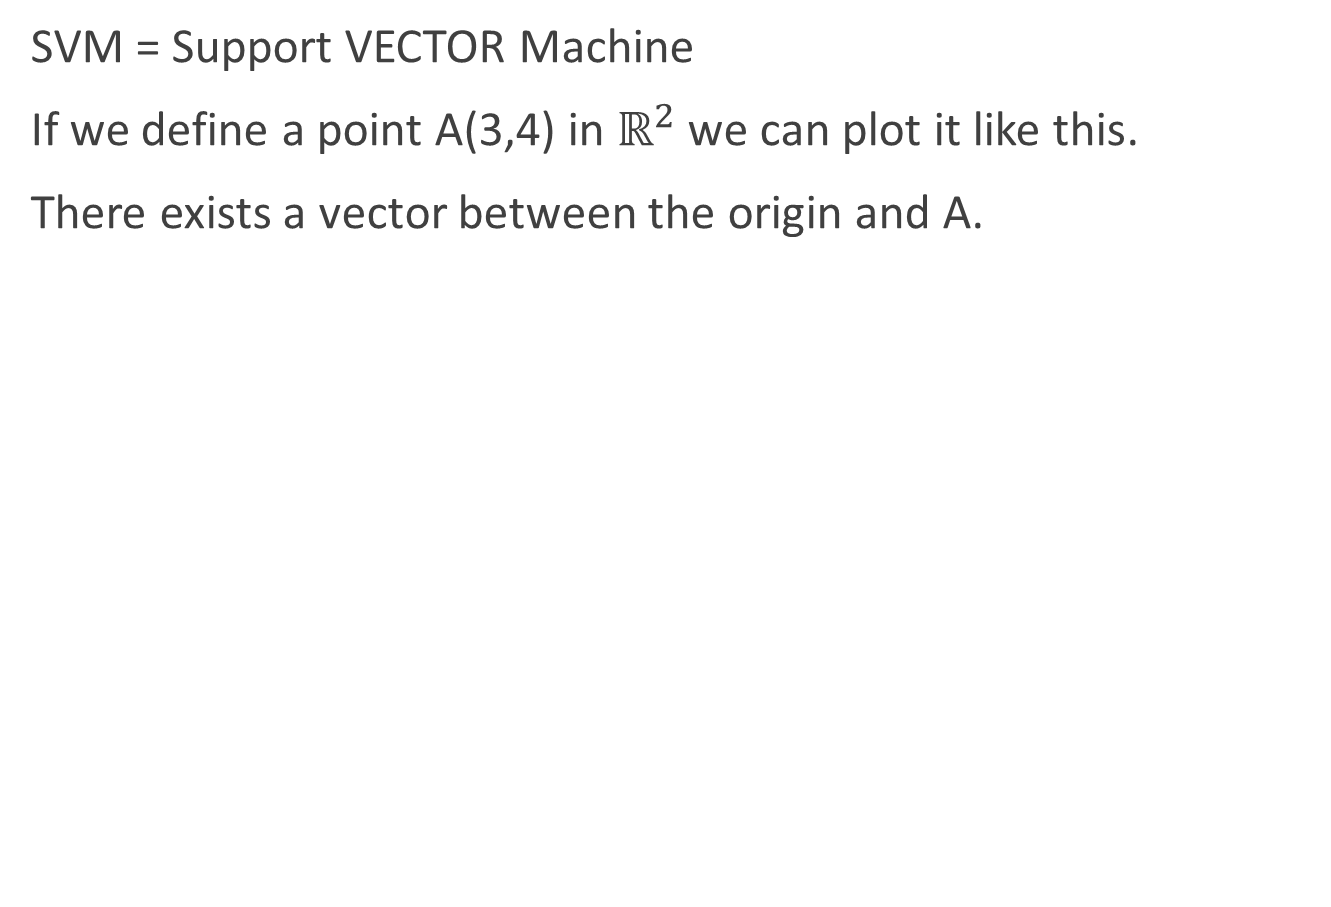 SVM = Support VECTOR Machine
If we define a point A(3,4) in ℝ² we can plot it like this.
There exists a vector between the origin and A.